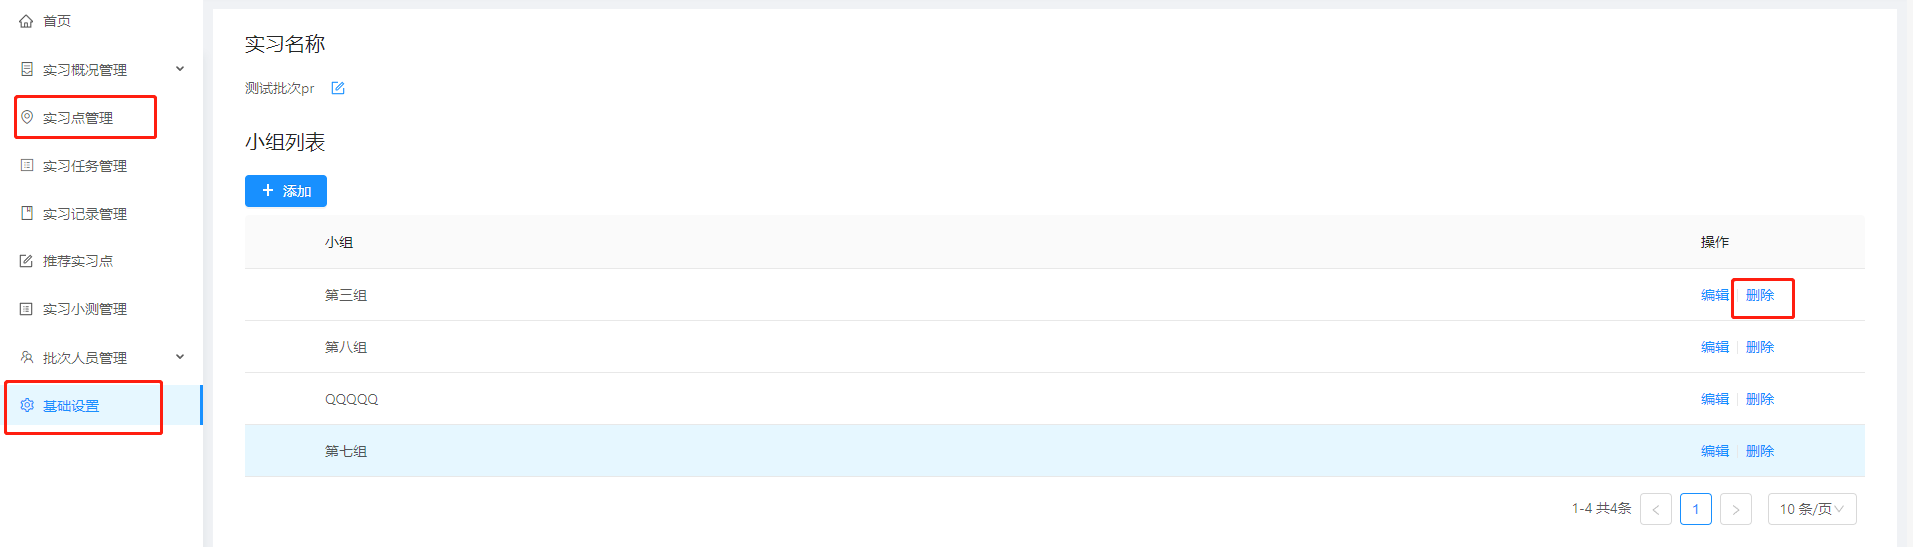 首页
实习概况管理
实习点管理
实习任务管理
实习记录管理
推荐实习点
实习小测管理
批次人员管理
基础设置
实习名称
测试批次pr
小组列表
添加
小组 操作
第三组 编辑 删除
第八组 编辑 删除
QQQQQ 编辑 删除
第七组 编辑 删除
1-4 共4条 1 10 条/页